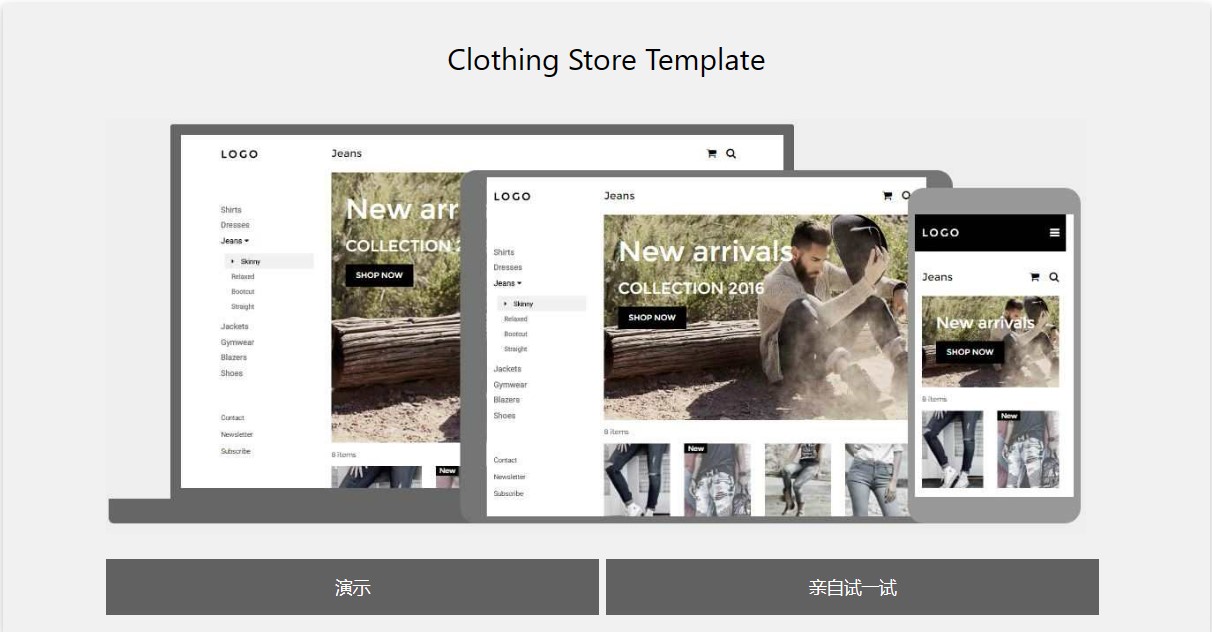 Clothing Store Template
LOGO
Jeans
Shirts
Dresses
Jeans
Skinny
Relaxed
Bootcut
Straight
Jackets
Gymwear
Blazers
Shoes
Contact
Newsletter
Subscribe
New arr
COLLECTION 2
SHOP NOW
8 items
New
LOGO
Jeans
Shirts
Dresses
Jeans
Skinny
Relaxed
Bootcut
Straight
Jackets
Gymwear
Blazers
Shoes
Contact
Newsletter
Subscribe
New arrivals
COLLECTION 2016
SHOP NOW
8 items
New
LOGO
Jeans
New arrivals
SHOP NOW
8 items
New
演示
亲自试一试